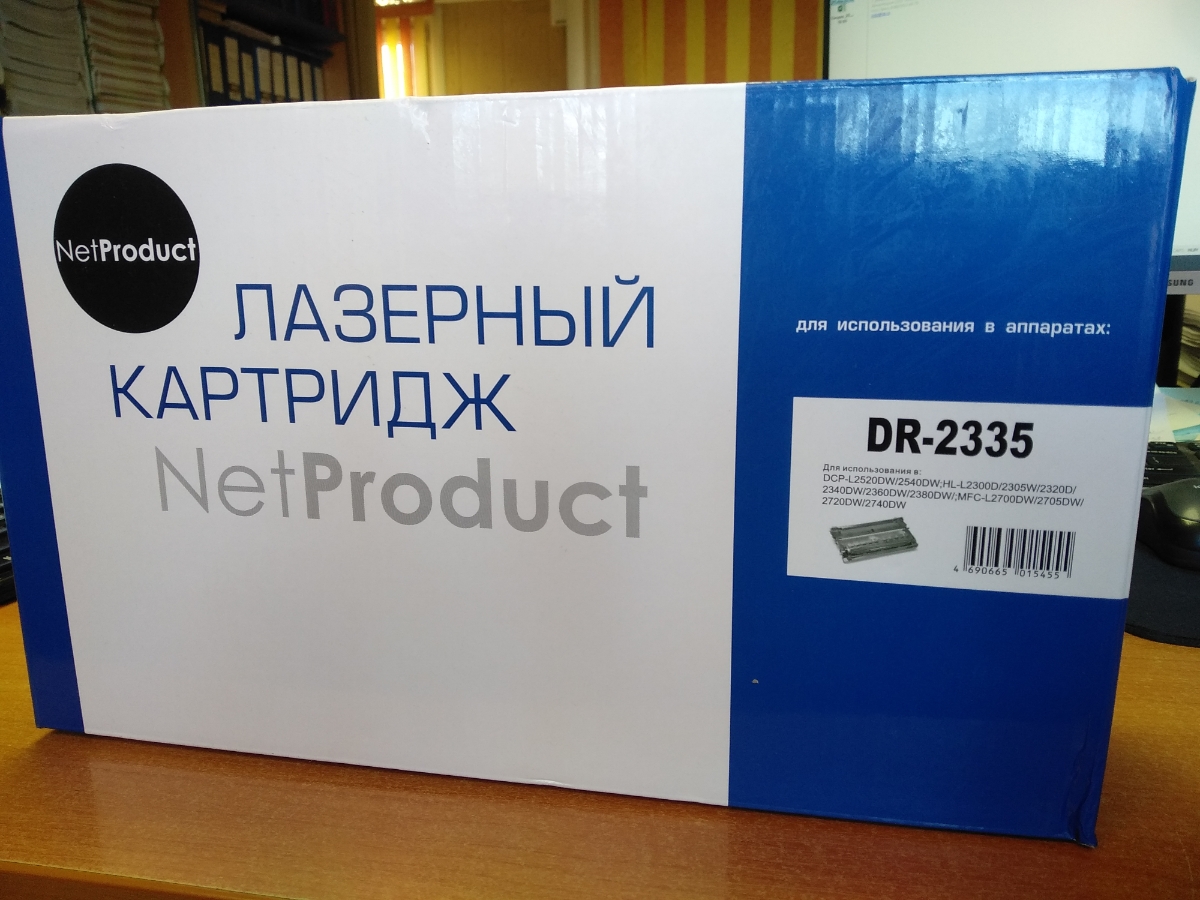 NetProduct
ЛАЗЕРНЫЙ
КАРТРИДЖ
NetProduct
для использования в аппаратах:
DR-2335
Для использования в:
DCP-L2520DW/2540DW;HL-L2300D/2305W/2320D/
2340DW/2360DW/2380DW/;MFC-L2700DW/2705DW/
2720DW/2740DW
4 690665 015455
SUNG